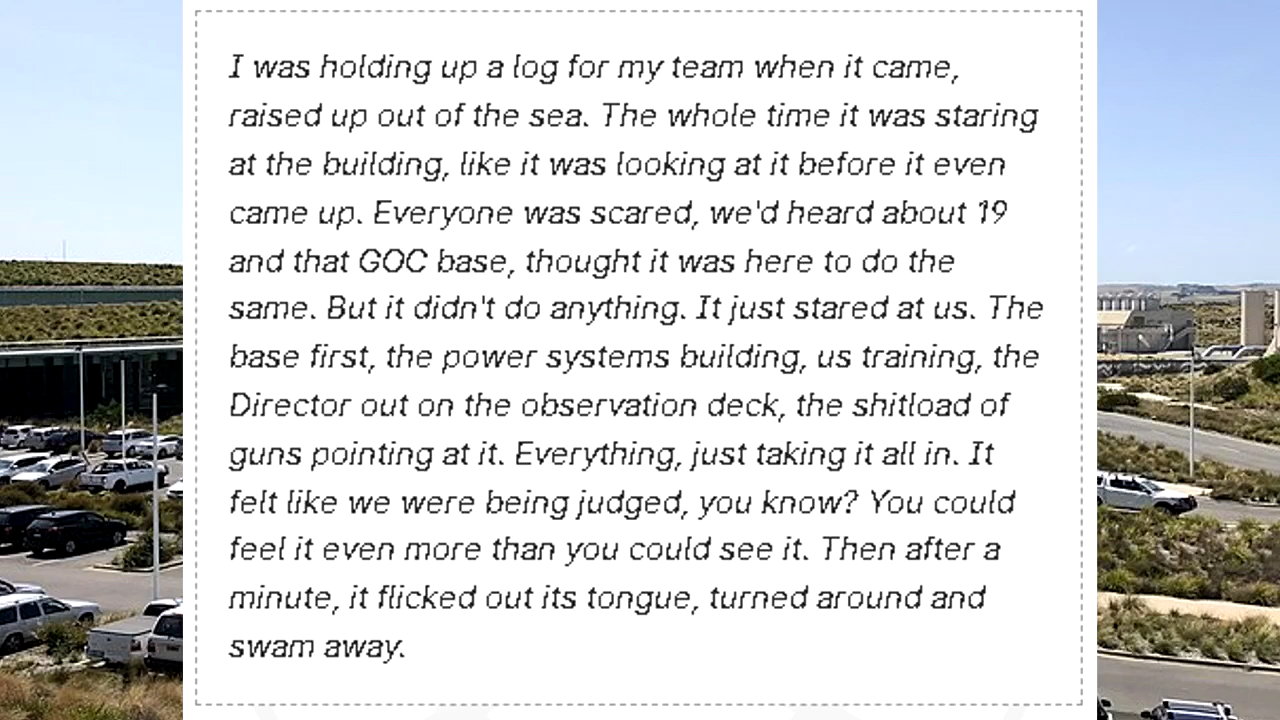 I was holding up a log for my team when it came,
raised up out of the sea. The whole time it was staring
at the building, like it was looking at it before it even
came up. Everyone was scared, we'd heard about 19
and that GOC base, thought it was here to do the
same. But it didn't do anything. It just stared at us. The
base first, the power systems building, us training, the
Director out on the observation deck, the shitload of
guns pointing at it. Everything, just taking it all in. It
felt like we were being judged, you know? You could
feel it even more than you could see it. Then after a
minute, it flicked out its tongue, turned around and
swam away.